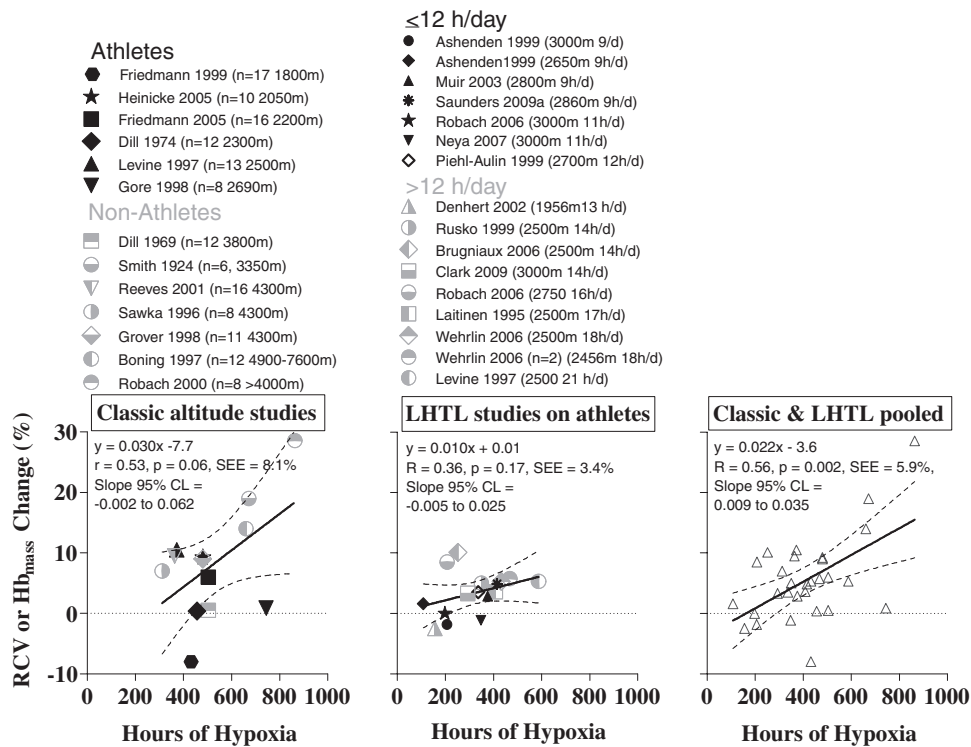 Athletes
Friedmann 1999 (n=17 1800m)
Heinicke 2005 (n=10 2050m)
Friedmann 2005 (n=16 2200m)
Dill 1974 (n=12 2300m)
Levine 1997 (n=13 2500m)
Gore 1998 (n=8 2690m)
Non-Athletes
Dill 1969 (n=12 3800m)
Smith 1924 (n=6, 3350m)
Reeves 2001 (n=16 4300m)
Sawka 1996 (n=8 4300m)
Grover 1998 (n=11 4300m)
Boning 1997 (n=12 4900-7600m)
Robach 2000 (n=8 >4000m)
≤12 h/day
Ashenden 1999 (3000m 9/d)
Ashenden1999 (2650m 9h/d)
Muir 2003 (2800m 9h/d)
Saunders 2009a (2860m 9h/d)
Robach 2006 (3000m 11h/d)
Neya 2007 (3000m 11h/d)
Piehl-Aulin 1999 (2700m 12h/d)
>12 h/day
Denhert 2002 (1956m13 h/d)
Rusko 1999 (2500m 14h/d)
Brugniaux 2006 (2500m 14h/d)
Clark 2009 (3000m 14h/d)
Robach 2006 (2750 16h/d)
Laitinen 1995 (2500m 17h/d)
Wehrlin 2006 (2500m 18h/d)
Wehrlin 2006 (n=2) (2456m 18h/d)
Levine 1997 (2500 21 h/d)
RCV or Hbmass Change (%)
30
20
10
0
-10
Classic altitude studies
y = 0.030x -7.7
r = 0.53, p = 0.06, SEE = 8.1%
Slope 95% CL =
-0.002 to 0.062
0 200 400 600 800 1000
Hours of Hypoxia
LHTL studies on athletes
y = 0.010x + 0.01
R = 0.36, p = 0.17, SEE = 3.4%
Slope 95% CL =
-0.005 to 0.025
0 200 400 600 800 1000
Hours of Hypoxia
Classic & LHTL pooled
y = 0.022x - 3.6
R = 0.56, p = 0.002, SEE = 5.9%,
Slope 95% CL =
0.009 to 0.035
0 200 400 600 800 1000
Hours of Hypoxia